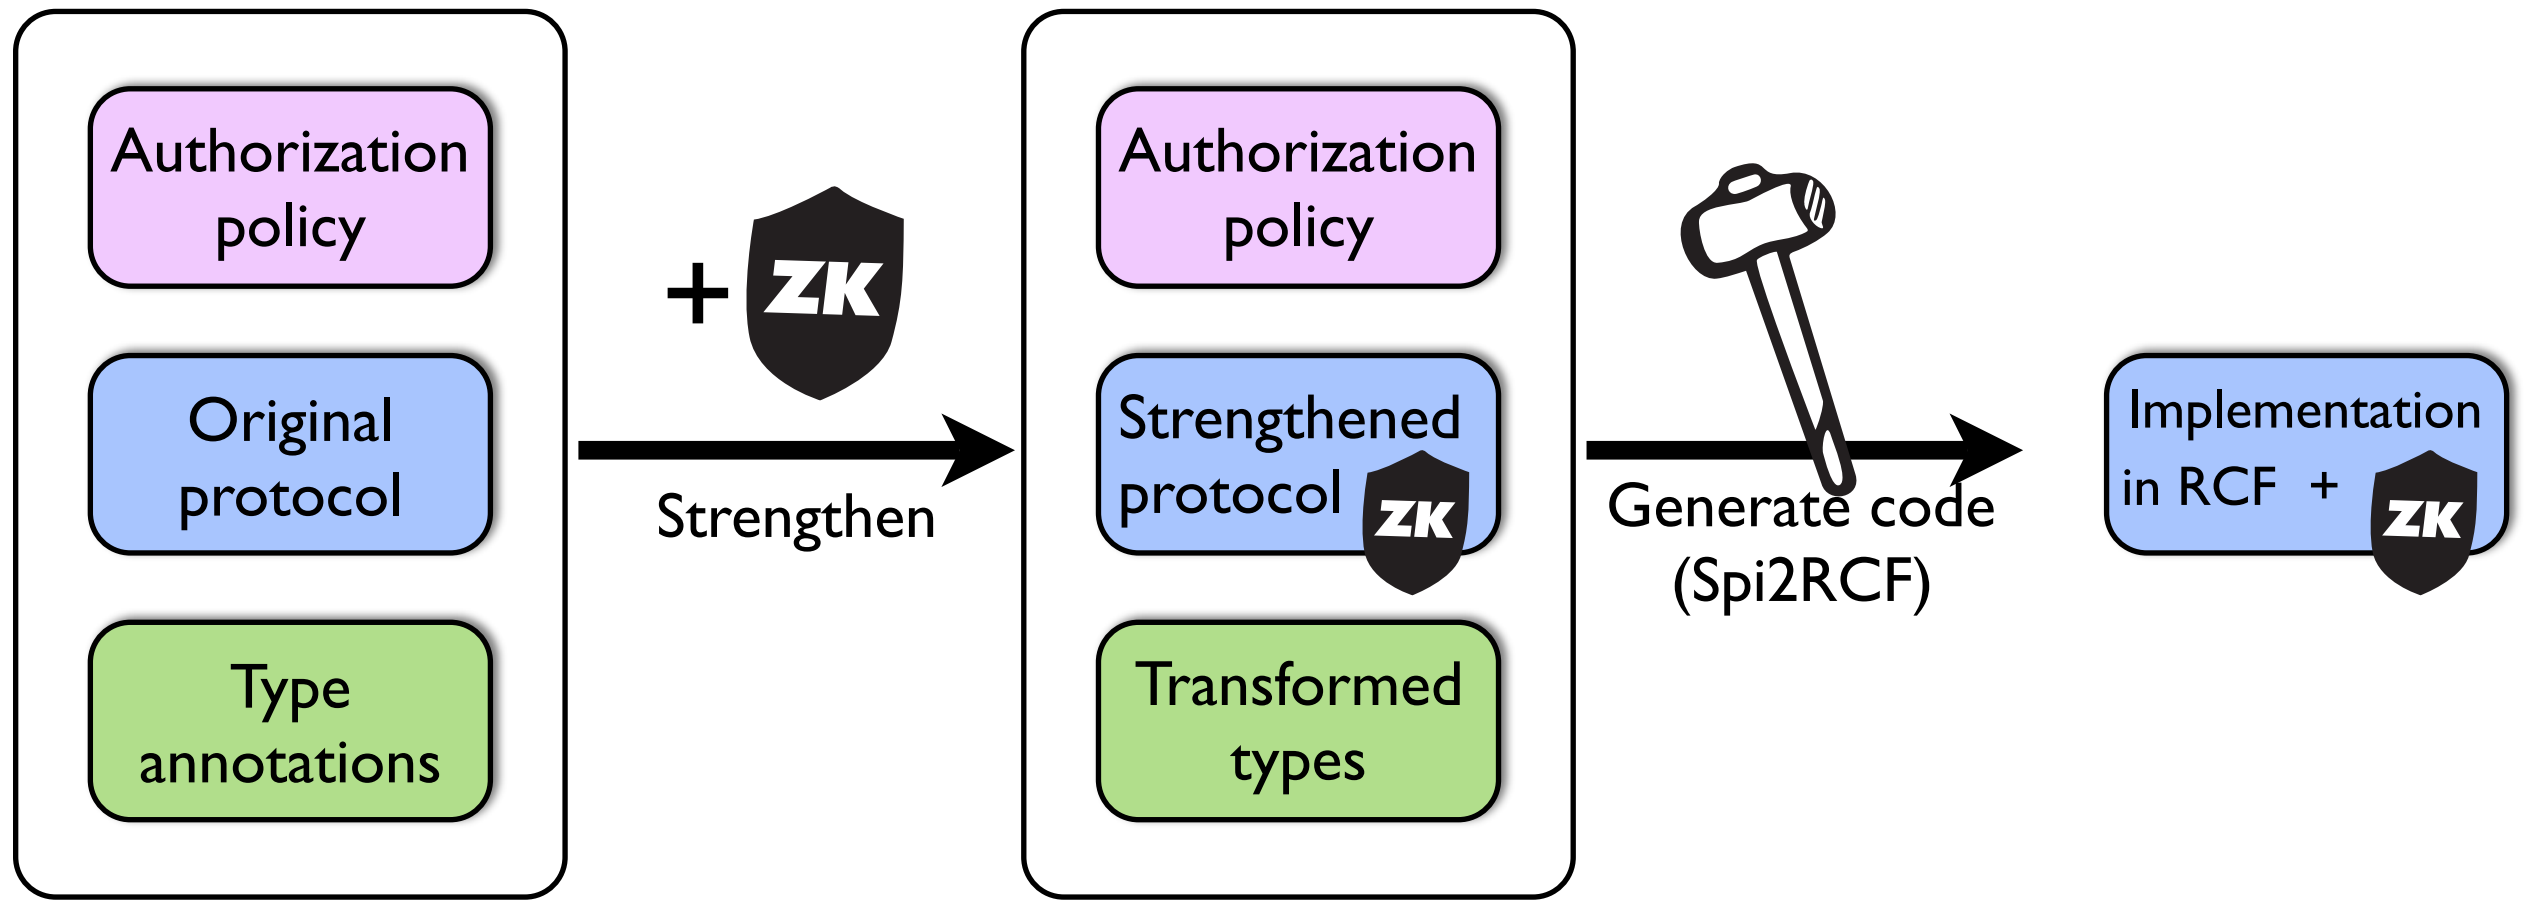 Authorization
policy
Original
protocol
Type
annotations
+ ZK
Strengthen
Authorization
policy
Strengthened
protocol
ZK
Transformed
types
Generate code
(Spi2RCF)
Implementation
in RCF +
ZK